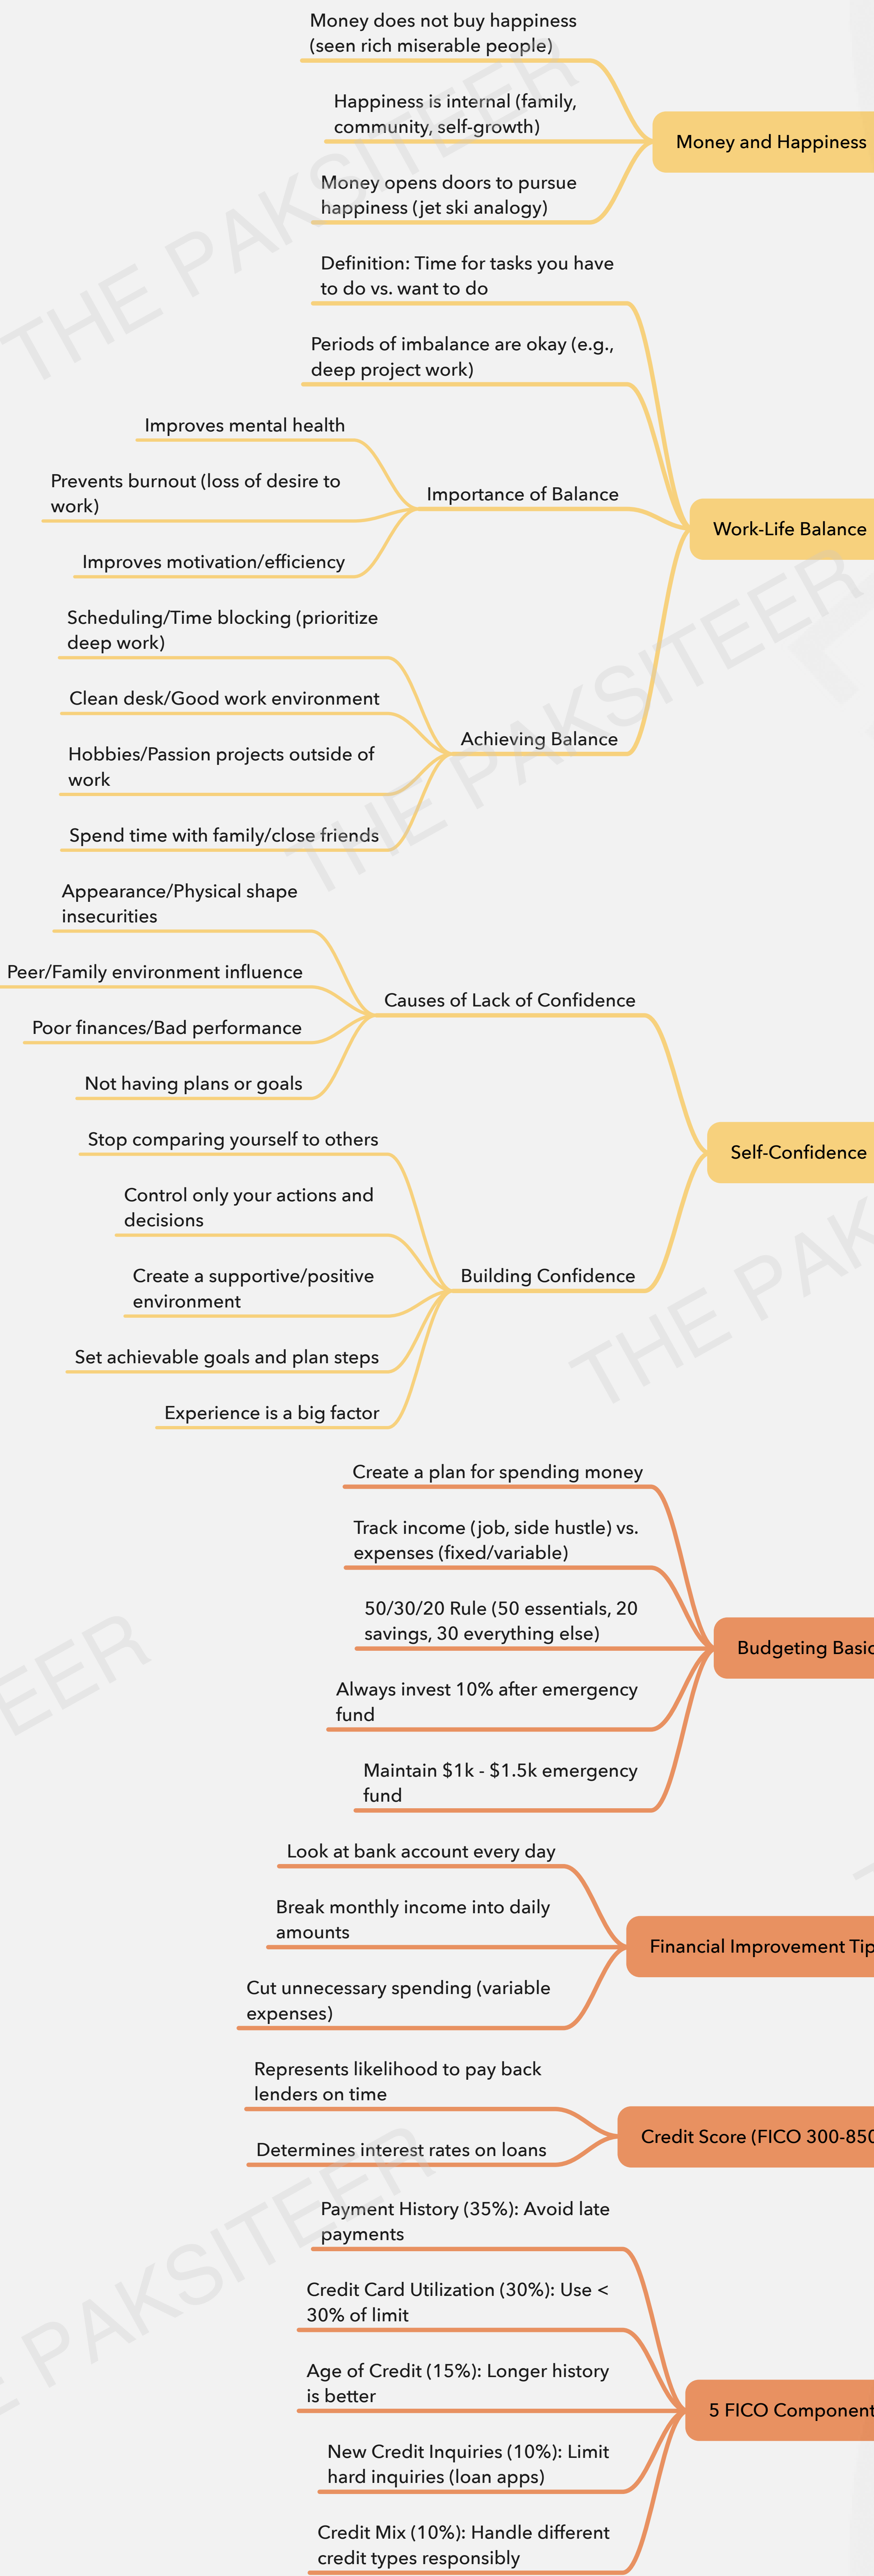 Money does not buy happiness
(seen rich miserable people)
Happiness is internal (family,
community, self-growth)
Money and Happiness
Money opens doors to pursue
happiness (jet ski analogy)
Definition: Time for tasks you have
to do vs. want to do
Periods of imbalance are okay (e.g.,
deep project work)
Improves mental health
Prevents burnout (loss of desire to
work)
Importance of Balance
Improves motivation/efficiency
Work-Life Balance
Scheduling/Time blocking (prioritize
deep work)
Clean desk/Good work environment
Achieving Balance
Hobbies/Passion projects outside of
work
Spend time with family/close friends
Appearance/Physical shape
insecurities
Peer/Family environment influence
Causes of Lack of Confidence
Poor finances/Bad performance
Not having plans or goals
Self-Confidence
Stop comparing yourself to others
Control only your actions and
decisions
Create a supportive/positive
environment
Building Confidence
Set achievable goals and plan steps
Experience is a big factor
Create a plan for spending money
Track income (job, side hustle) vs.
expenses (fixed/variable)
50/30/20 Rule (50 essentials, 20
savings, 30 everything else)
Budgeting Basic
Always invest 10% after emergency
fund
Maintain $1k - $1.5k emergency
fund
Look at bank account every day
Break monthly income into daily
amounts
Financial Improvement Tip
Cut unnecessary spending (variable
expenses)
Represents likelihood to pay back
lenders on time
Credit Score (FICO 300-850
Determines interest rates on loans
Payment History (35%): Avoid late
payments
Credit Card Utilization (30%): Use <
30% of limit
Age of Credit (15%): Longer history
is better
5 FICO Component
New Credit Inquiries (10%): Limit
hard inquiries (loan apps)
Credit Mix (10%): Handle different
credit types responsibly
THE PAKSITEER
THE PAKSITEER
THE PAK
EER
E PAKSITEER